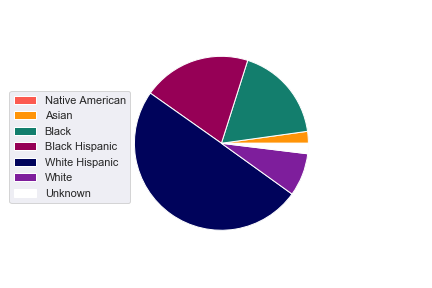 Native American
Asian
Black
Black Hispanic
White Hispanic
White
Unknown